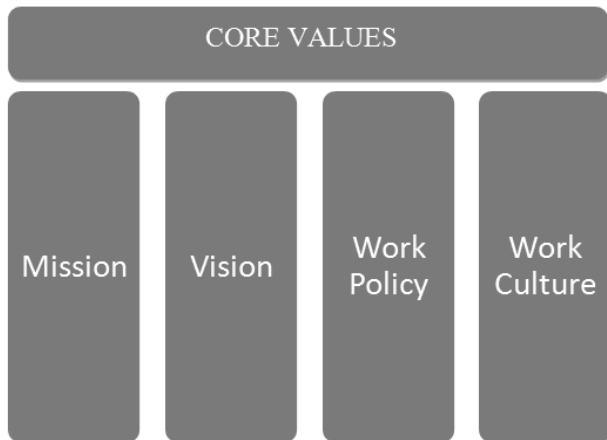 CORE VALUES
Mission
Vision
Work
Policy
Work
Culture